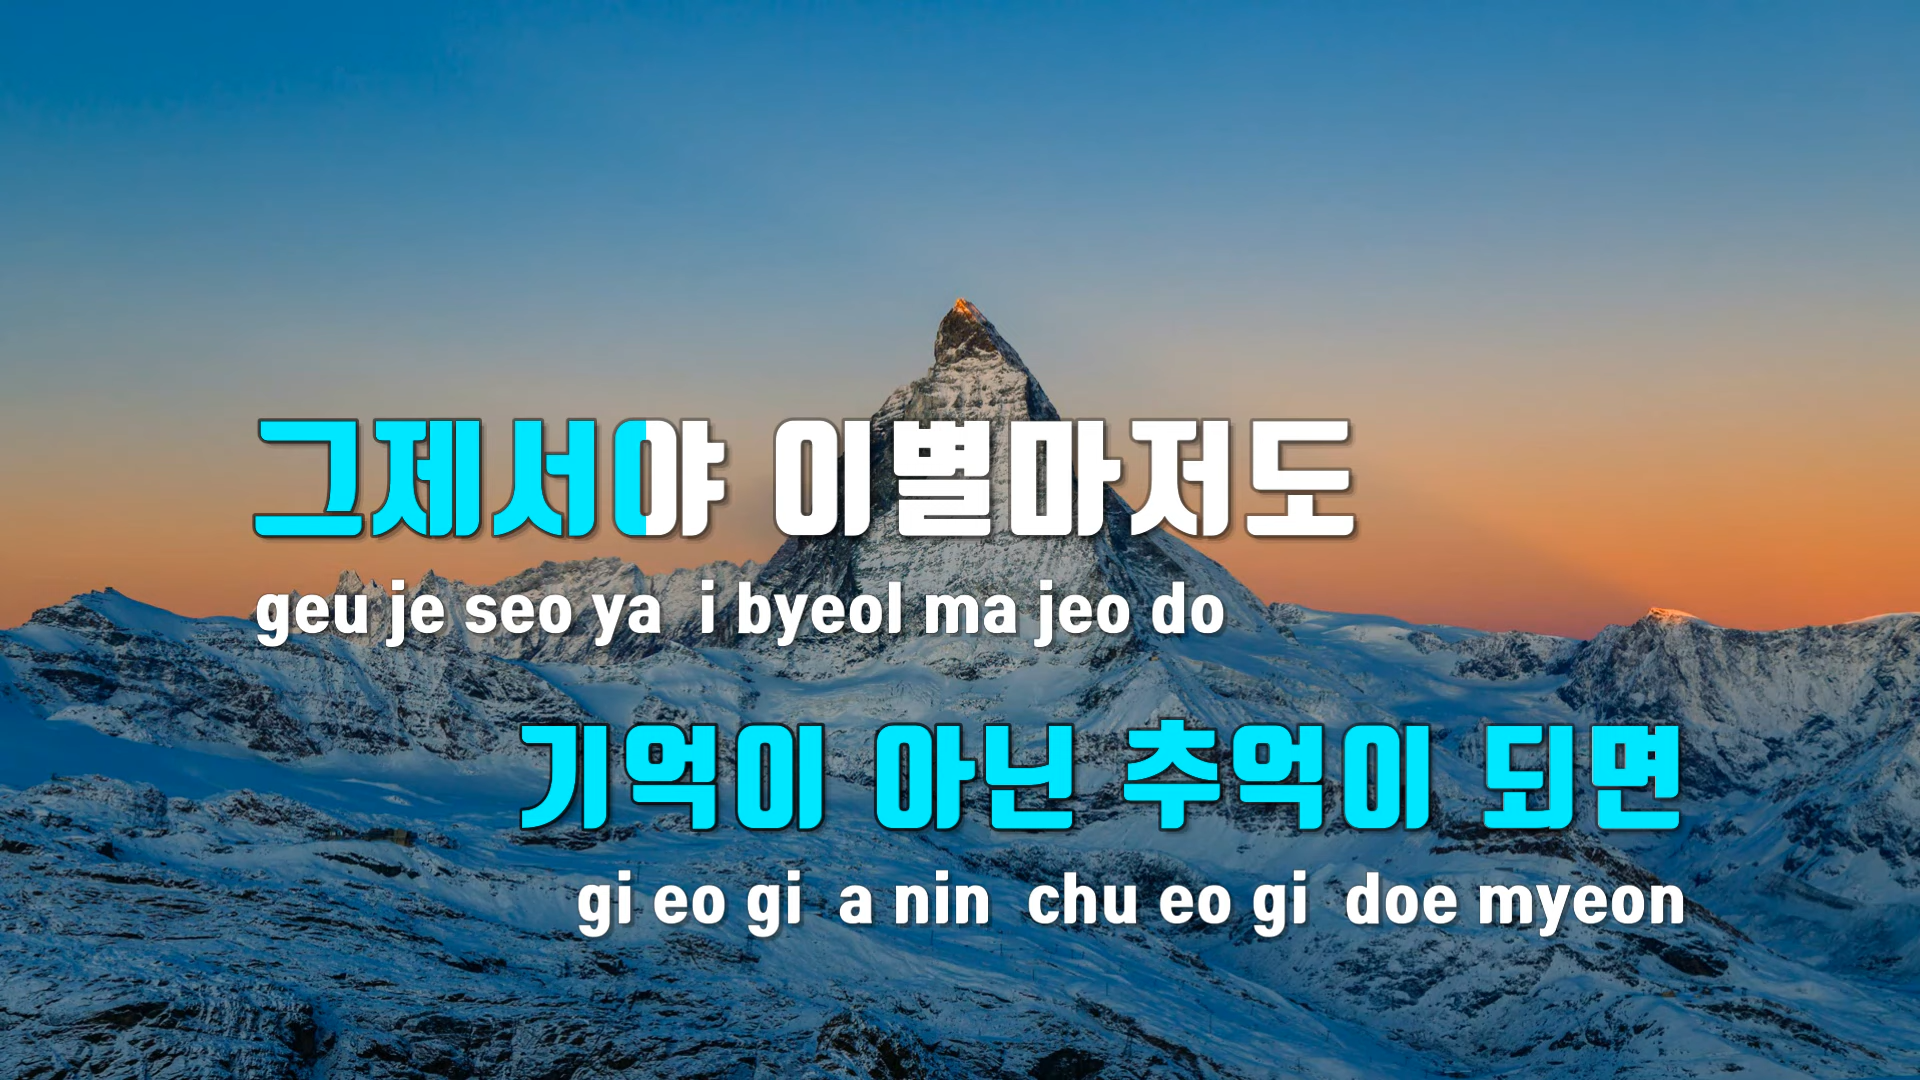 그제서야 이별마저도
geu je seo ya i byeol ma jeo do
기억이 아닌 추억이 되면
gi eo gi a nin chu eo gi doe myeon